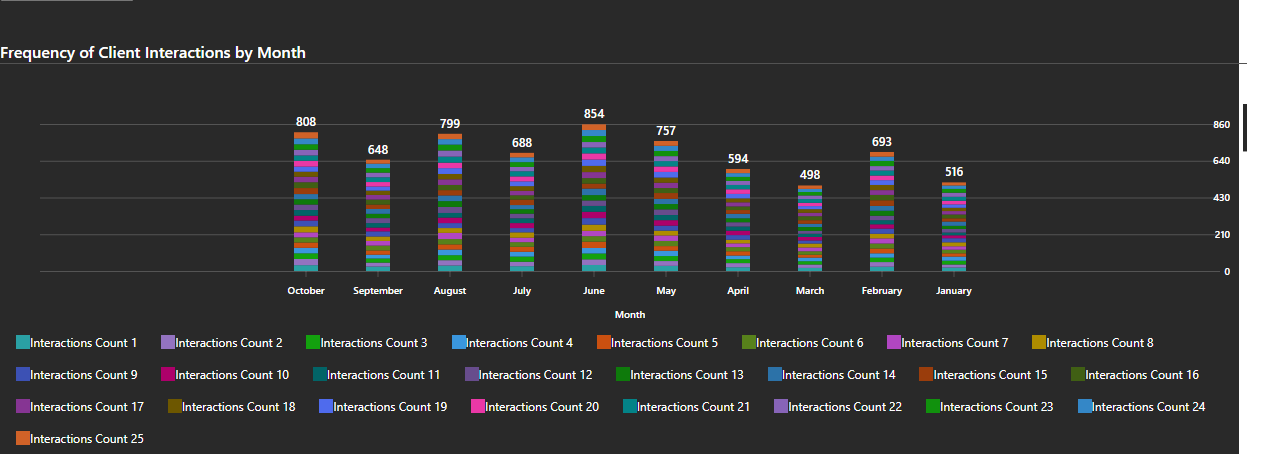 Frequency of Client Interactions by Month
854
808
799
757
693
688
648
594
516
498
860
640
430
210
0
October September August July June May April March February January
Month
Interactions Count 1 Interactions Count 2 Interactions Count 3 Interactions Count 4 Interactions Count 5 Interactions Count 6 Interactions Count 7 Interactions Count 8
Interactions Count 9 Interactions Count 10 Interactions Count 11 Interactions Count 12 Interactions Count 13 Interactions Count 14 Interactions Count 15 Interactions Count 16
Interactions Count 17 Interactions Count 18 Interactions Count 19 Interactions Count 20 Interactions Count 21 Interactions Count 22 Interactions Count 23 Interactions Count 24
Interactions Count 25